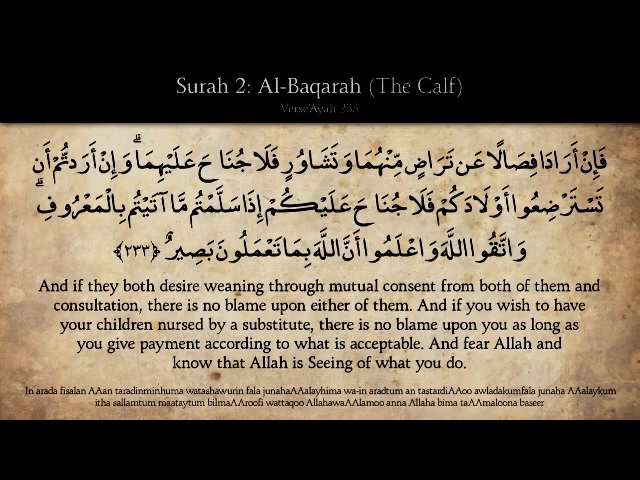 Surah 2: Al-Baqarah (The Calf)
Verse/Ayah 233
فَإِنْ أَرَادَا فِصَالًا عَن تَرَاضٍ مِّنْهُمَا وَتَشَاوُرٍ فَلَا جُنَاحَ عَلَيْهِمَا ۗ وَإِنْ أَرَدتُّمْ أَن
تَسْتَرْضِعُوا أَوْلَادَكُمْ فَلَا جُنَاحَ عَلَيْكُمْ إِذَا سَلَّمْتُم مَّا آتَيْتُم بِالْمَعْرُوفِ ۗ
وَاتَّقُوا اللَّهَ وَاعْلَمُوا أَنَّ اللَّهَ بِمَا تَعْمَلُونَ بَصِيرٌ ﴿٢٣٣﴾
And if they both desire weaning through mutual consent from both of them and
consultation, there is no blame upon either of them. And if you wish to have
your children nursed by a substitute, there is no blame upon you as long as
you give payment according to what is acceptable. And fear Allah and
know that Allah is Seeing of what you do.
In arada fisalan AAan taradinminhuma watashawurin fala junahaAAalayhima wa-in aradtum an tastardiAAoo awladakumfala junaha AAalaykum
itha sallamtum maataytum bilmaAAroofi wattaqoo AllahawaAAlamoo anna Allaha bima taAAmaloona baseer